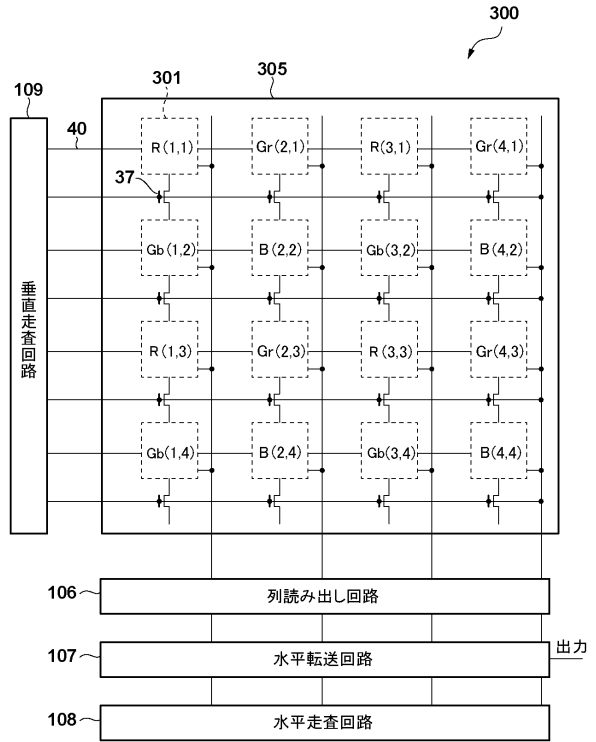 300
109
301
305
40
R(1,1) Gr(2,1) R(3,1) Gr(4,1)
37
Gb(1,2) B(2,2) Gb(3,2) B(4,2)
垂直走査回路
R(1,3) Gr(2,3) R(3,3) Gr(4,3)
Gb(1,4) B(2,4) Gb(3,4) B(4,4)
106 列読み出し回路
107 水平転送回路 出力
108 水平走査回路